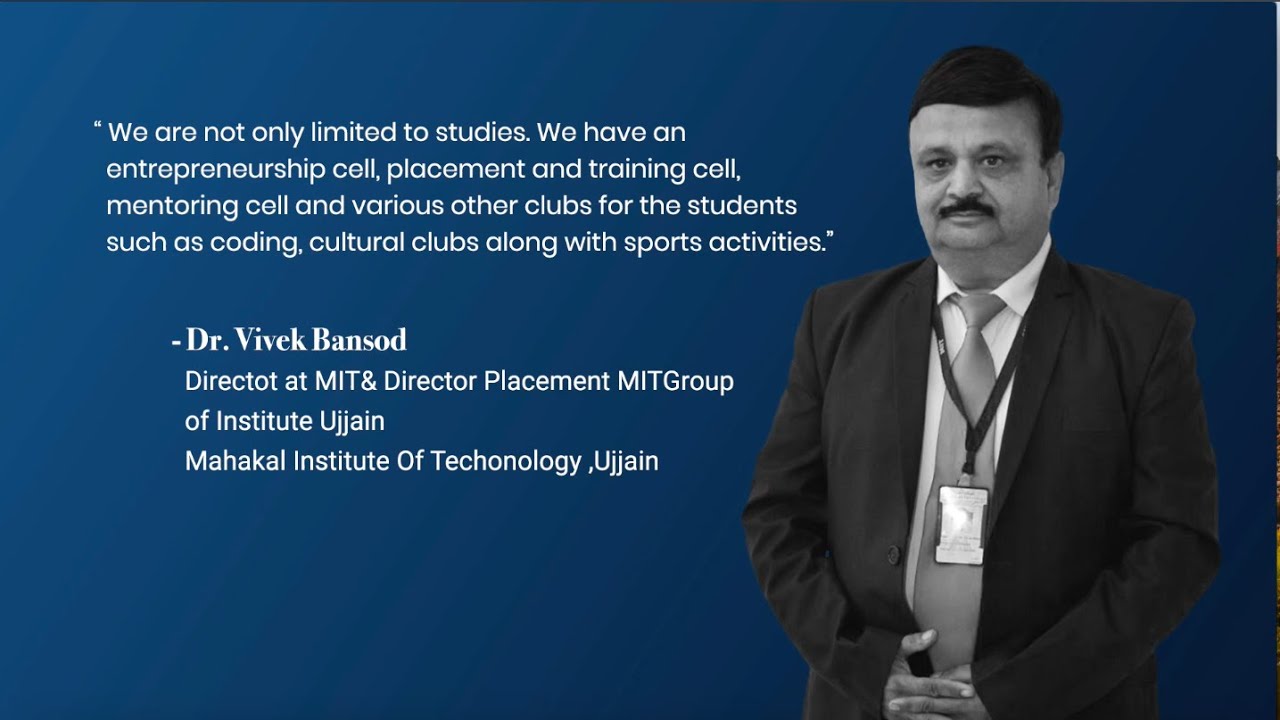 “ We are not only limited to studies. We have an
entrepreneurship cell, placement and training cell,
mentoring cell and various other clubs for the students
such as coding, cultural clubs along with sports activities.”
- Dr. Vivek Bansod
Directot at MIT& Director Placement MITGroup
of Institute Ujjain
Mahakal Institute Of Techonology ,Ujjain